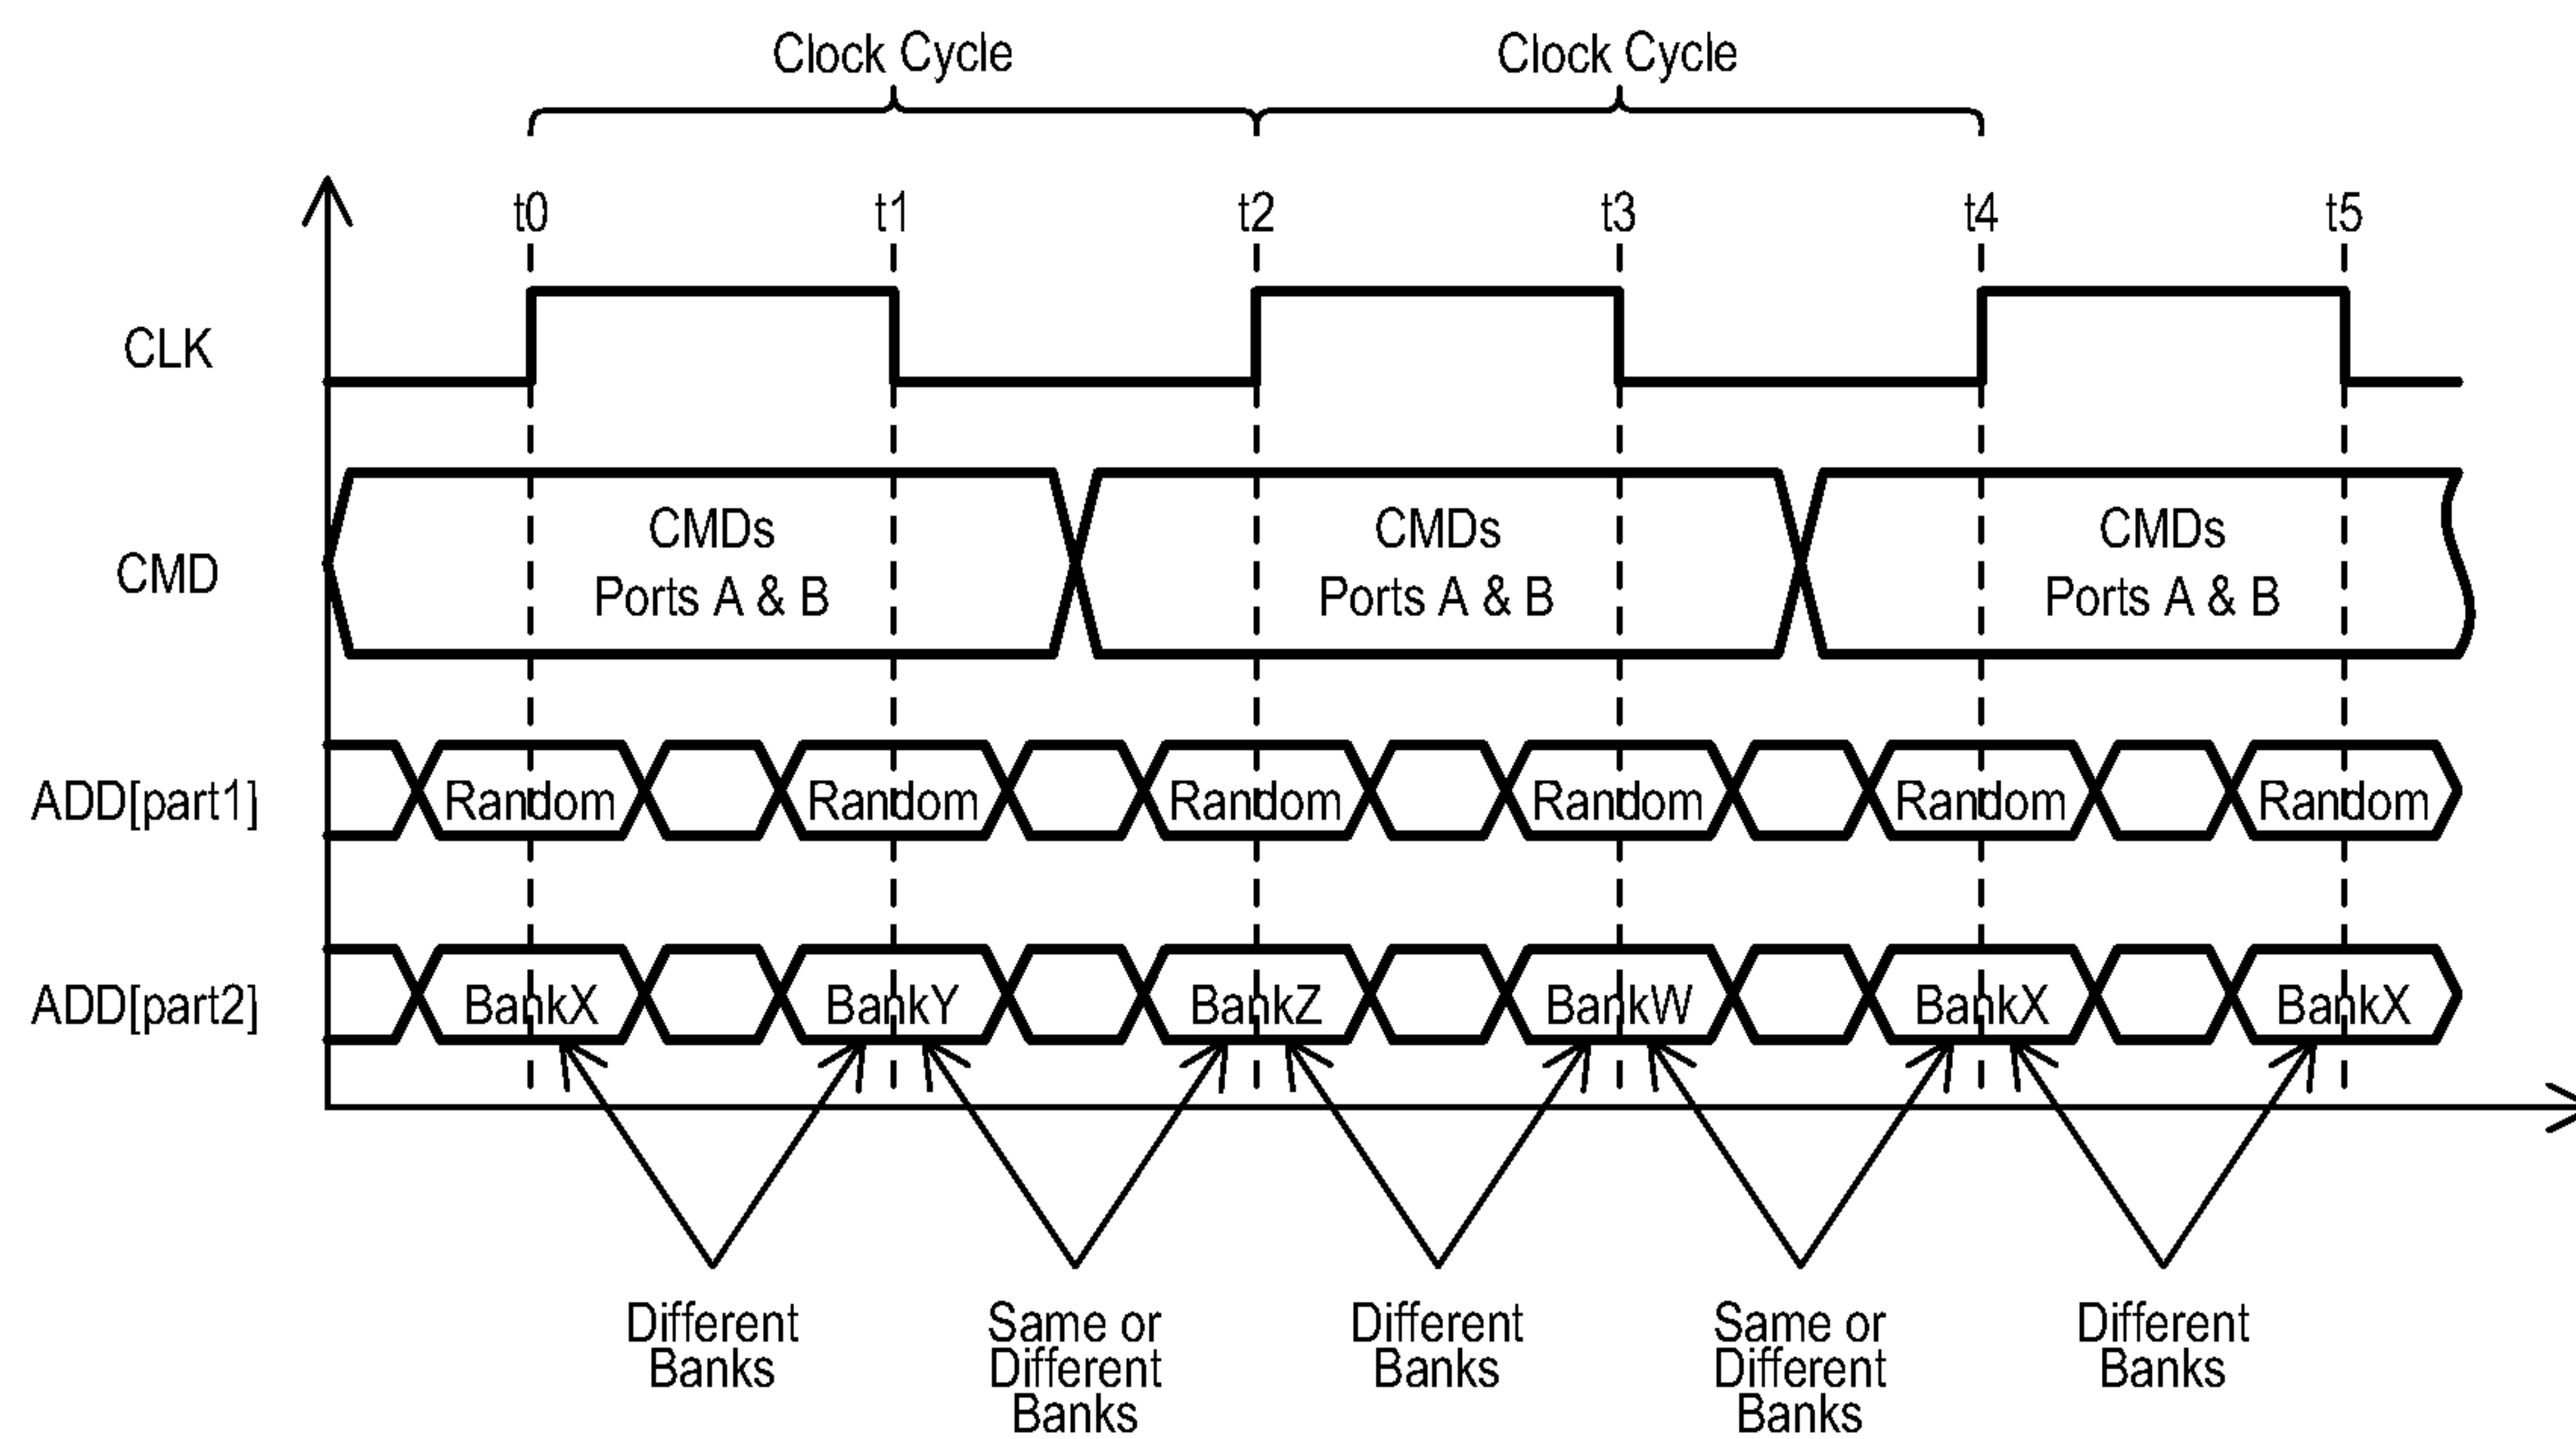 Clock Cycle Clock Cycle
t0 t1 t2 t3 t4 t5
CLK
CMDs CMDs CMDs
CMD
Ports A & B Ports A & B Ports A & B
ADD[part1] Random Random Random Random Random Random
ADD[part2] BankX BankY BankZ BankW BankX BankX
Different Same or Different Same or Different
Banks Different Banks Different Banks
Banks Banks